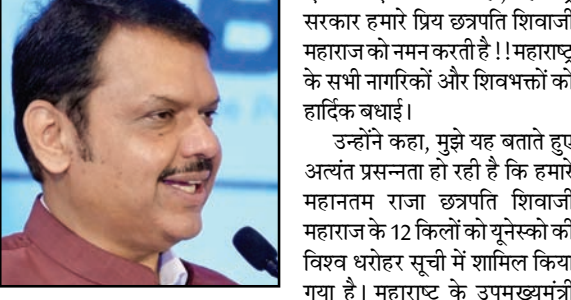 सरकार हमारे प्रिय छत्रपति शिवाजी
महाराज को नमन करती है ! ! महाराष्ट्र
के सभी नागरिकों और शिवभक्तों को
हार्दिक बधाई।
उन्होंने कहा, मुझे यह बताते हुए
अत्यंत प्रसन्नता हो रही है कि हमारे
महानतम राजा छत्रपति शिवाजी
महाराज के 12 किलों को यूनेस्को की
विश्व धरोहर सूची में शामिल किया
गया है। महाराष्ट्र के उपमुख्यमंत्री